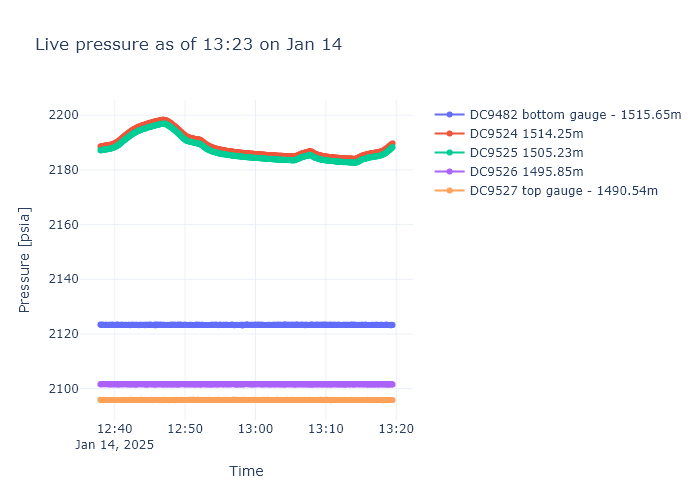 Live pressure as of 13:23 on Jan 14
DC9482 bottom gauge - 1515.65m
DC9524 1514.25m
DC9525 1505.23m
DC9526 1495.85m
DC9527 top gauge - 1490.54m
Pressure [psia]
2200
2180
2160
2140
2120
2100
12:40 12:50 13:00 13:10 13:20
Jan 14, 2025
Time